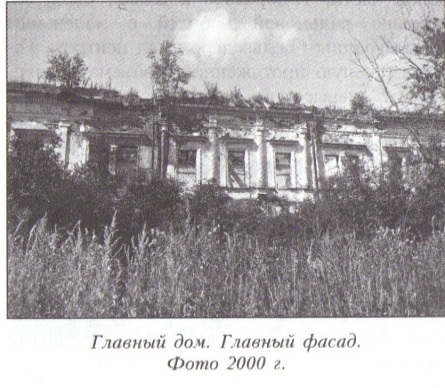 Главный дом. Главный фасад.
Фото 2000 г.